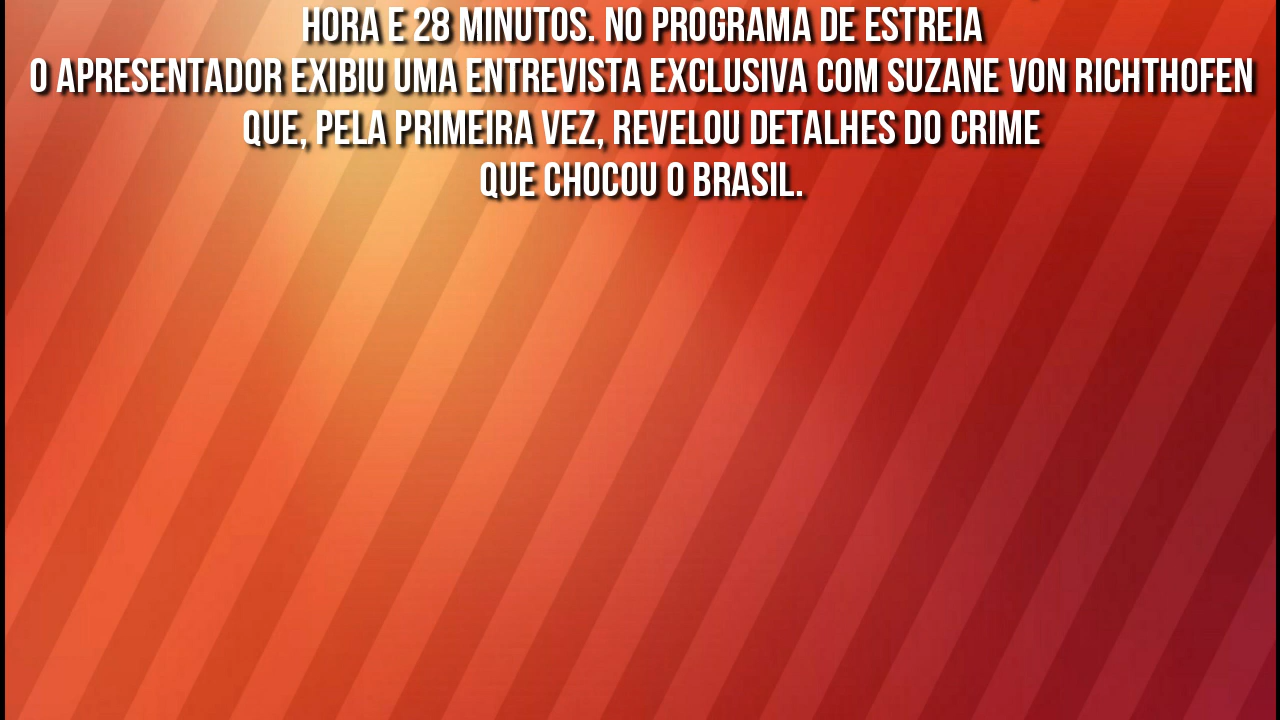 HORA E 28 MINUTOS. NO PROGRAMA DE ESTREIA
O APRESENTADOR EXIBIU UMA ENTREVISTA EXCLUSIVA COM SUZANE VON RICHTHOFEN
QUE, PELA PRIMEIRA VEZ, REVELOU DETALHES DO CRIME
QUE CHOCOU O BRASIL.